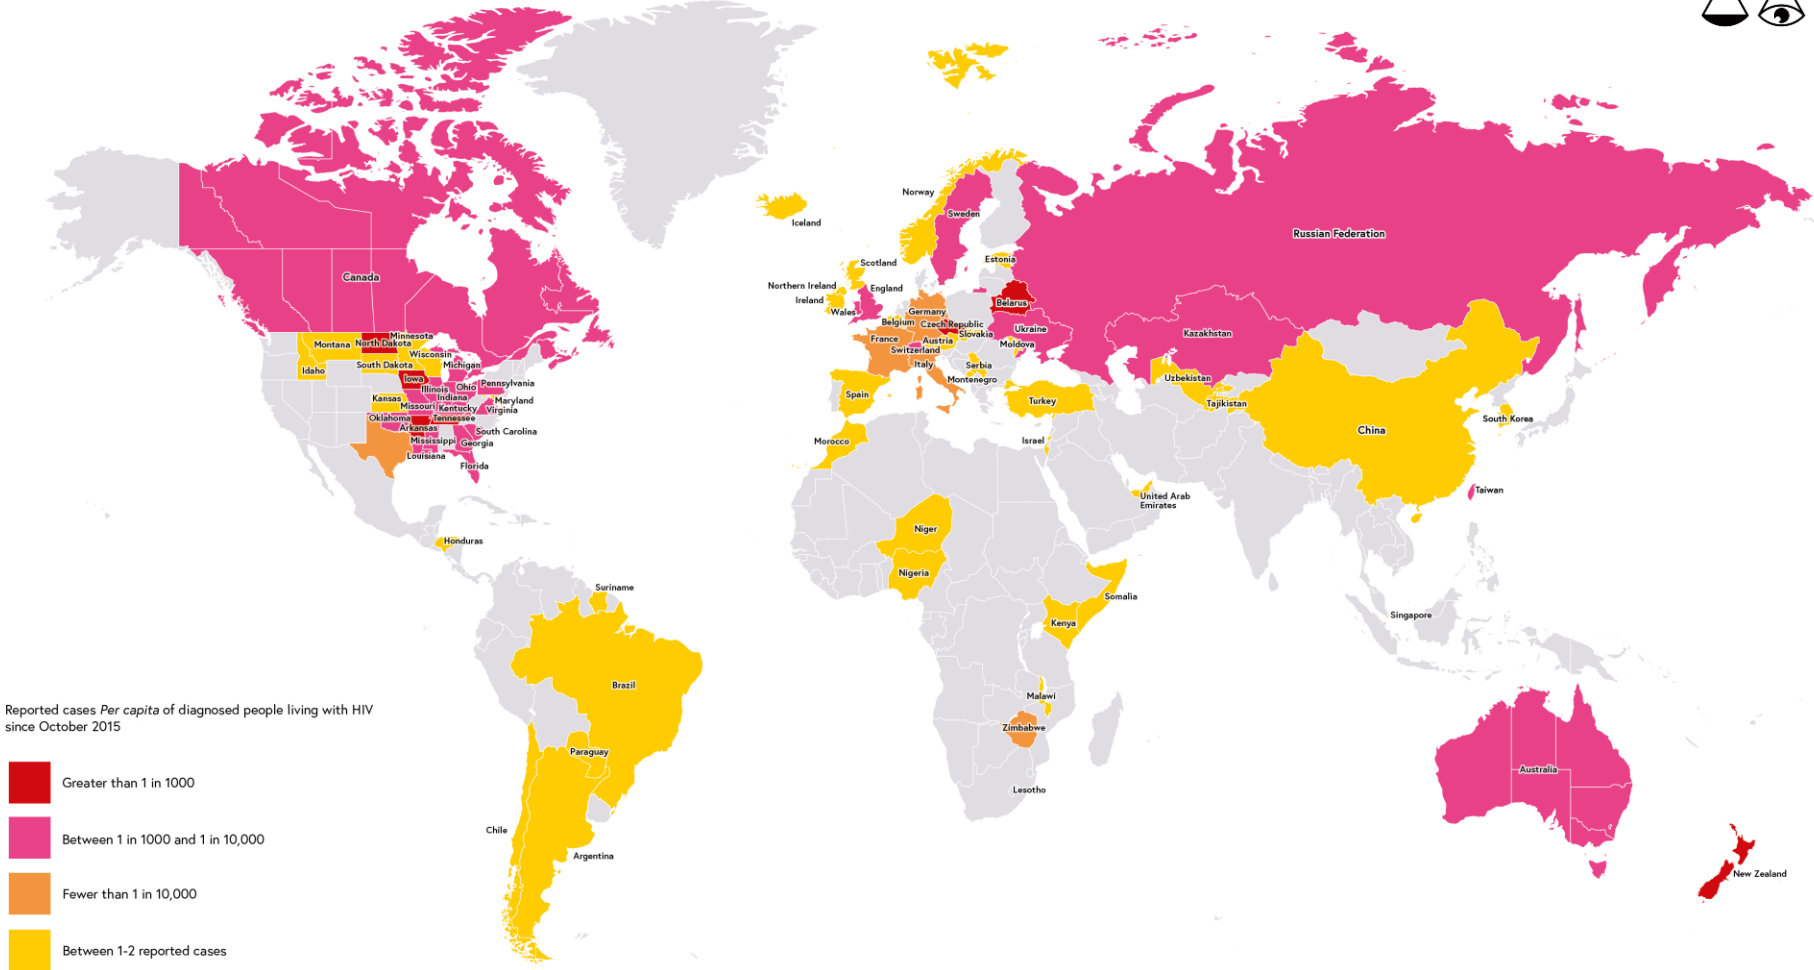 Norway
Sweden
Iceland
Russian Federation
Scotland
Estonia
Northern Ireland
England
Ireland
Belarus
Wales
Germany
Belgium
Czech Republic
Ukraine
Slovakia
France
Austria
Moldova
Switzerland
Italy
Serbia
Montenegro
Kazakhstan
Canada
Minnesota
Montana
North Dakota
Wisconsin
South Dakota
Michigan
Idaho
Iowa
Illinois
Ohio
Pennsylvania
Kansas
Indiana
Maryland
Missouri
Kentucky
Virginia
Oklahoma
Tennessee
Arkansas
South Carolina
Mississippi
Georgia
Louisiana
Florida
Spain
Turkey
Uzbekistan
Tajikistan
South Korea
China
Morocco
Israel
United Arab
Emirates
Taiwan
Honduras
Niger
Nigeria
Suriname
Somalia
Kenya
Singapore
Brazil
Malawi
Zimbabwe
Paraguay
Lesotho
Australia
Chile
Argentina
New Zealand
Reported cases Per capita of diagnosed people living with HIV
since October 2015
Greater than 1 in 1000
Between 1 in 1000 and 1 in 10,000
Fewer than 1 in 10,000
Between 1-2 reported cases